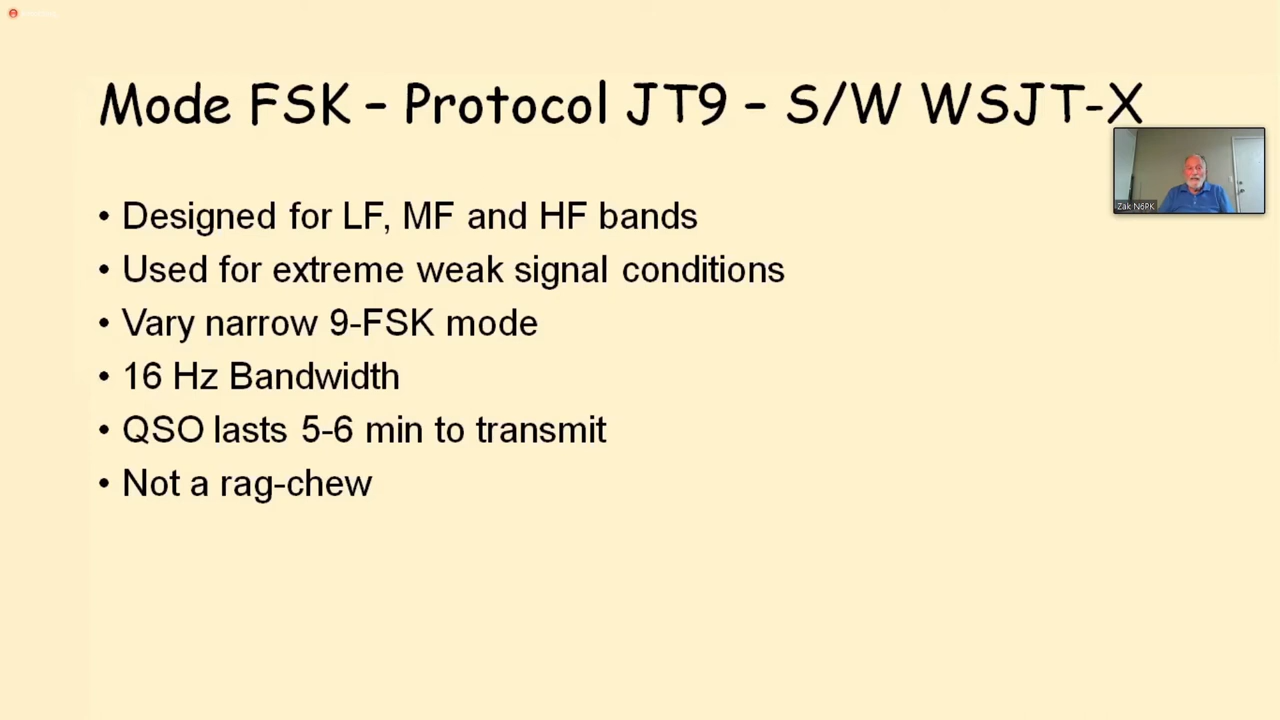 Mode FSK – Protocol JT9 – S/W WSJT-X
• Designed for LF, MF and HF bands
• Used for extreme weak signal conditions
• Vary narrow 9-FSK mode
• 16 Hz Bandwidth
• QSO lasts 5-6 min to transmit
• Not a rag-chew
Zak N6PK